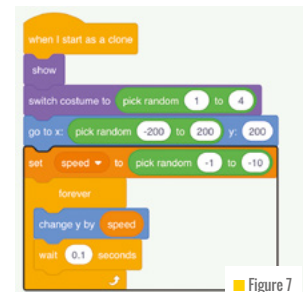 when I start as a clone
show
switch costume to pick random 1 to 4
go to x: pick random -200 to 200 y: 200
set speed to pick random -1 to -10
forever
change y by speed
wait 0.1 seconds
Figure 7